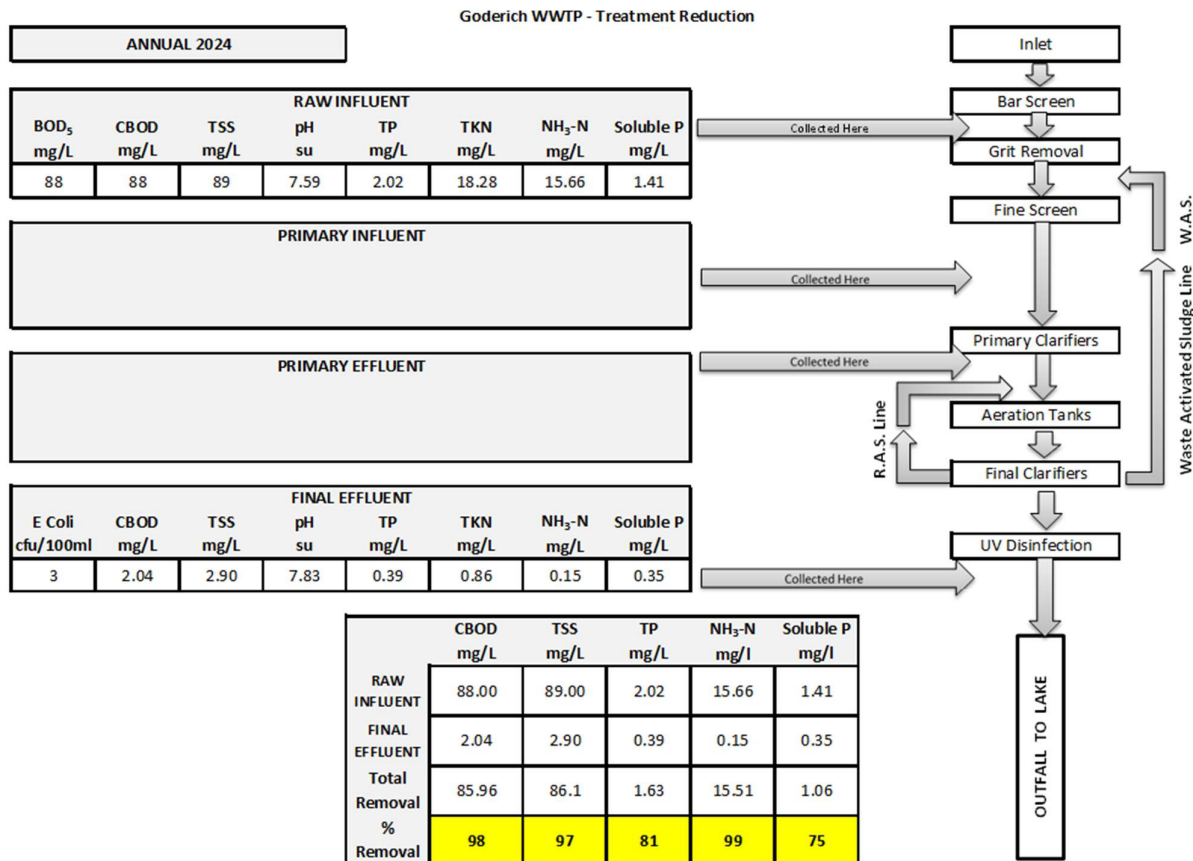 Goderich WWTP - Treatment Reduction
ANNUAL 2024
RAW INFLUENT
BOD₅ CBOD TSS pH TP TKN NH₃-N Soluble P
mg/L mg/L mg/L su mg/L mg/L mg/L mg/L
88 88 89 7.59 2.02 18.28 15.66 1.41
Collected Here
PRIMARY INFLUENT
Collected Here
PRIMARY EFFLUENT
Collected Here
FINAL EFFLUENT
E Coli CBOD TSS pH TP TKN NH₃-N Soluble P
cfu/100ml mg/L mg/L su mg/L mg/L mg/L mg/L
3 2.04 2.90 7.83 0.39 0.86 0.15 0.35
Collected Here
CBOD TSS TP NH₃-N Soluble P
mg/L mg/L mg/L mg/l mg/l
RAW
INFLUENT
88.00 89.00 2.02 15.66 1.41
FINAL
EFFLUENT
2.04 2.90 0.39 0.15 0.35
Total
Removal
85.96 86.1 1.63 15.51 1.06
%
Removal
98 97 81 99 75
Inlet
Bar Screen
Grit Removal
Fine Screen
Primary Clarifiers
Aeration Tanks
Final Clarifiers
UV Disinfection
OUTFALL TO LAKE
R.A.S. Line
Waste Activated Sludge Line W.A.S.